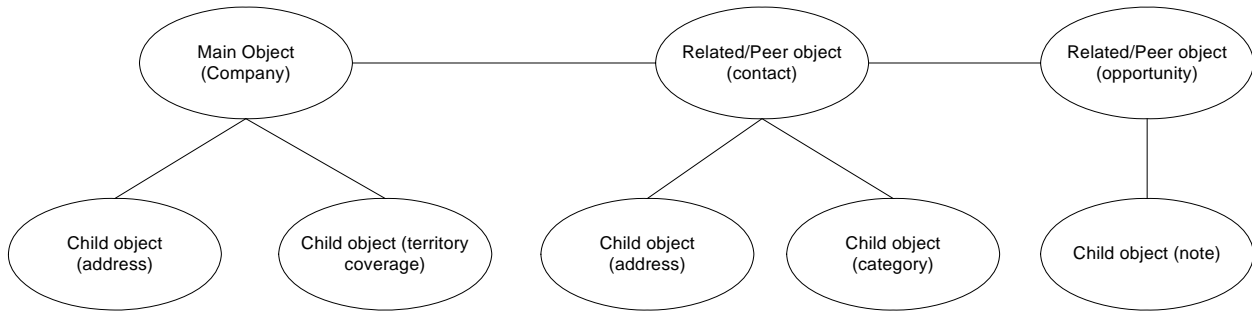 Main Object
(Company)
Related/Peer object
(contact)
Related/Peer object
(opportunity)
Child object
(address)
Child object (territory
coverage)
Child object
(address)
Child object
(category)
Child object (note)